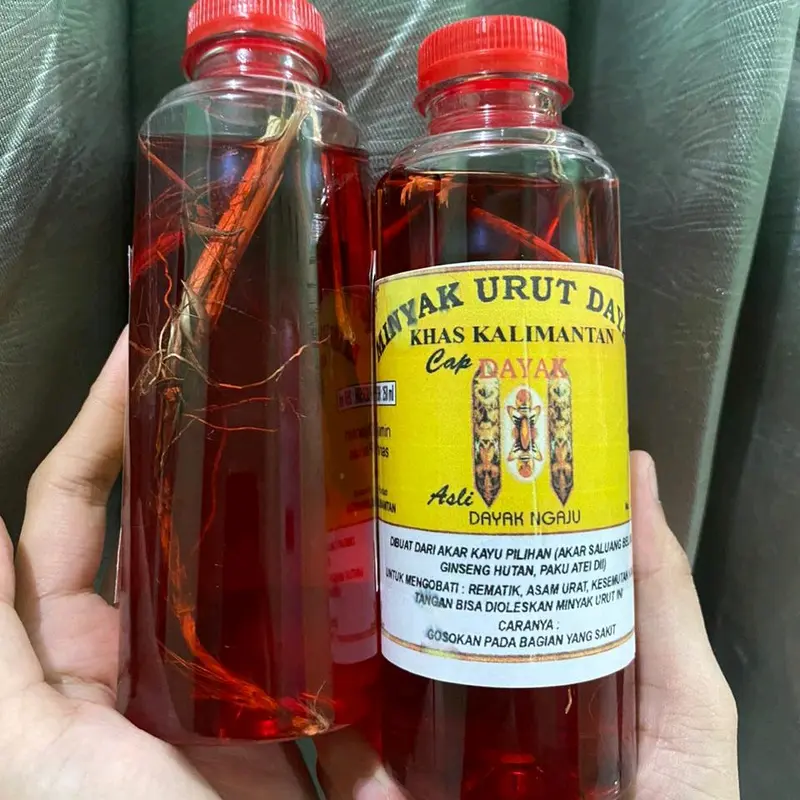 MINYAK URUT DAYA
KHAS KALIMANTAN
Cap DAYAK
Asli
DAYAK NGAJU
DIBUAT DARI AKAR KAYU PILIHAN (AKAR SALUANG BEL
GINSENG HUTAN, PAKU ATEI Dll)
UNTUK MENGOBATI : REMATIK, ASAM URAT, KESEMUTAN
TANGAN BISA DIOLESKAN MINYAK URUT INI
CARANYA :
GOSOKAN PADA BAGIAN YANG SAKIT